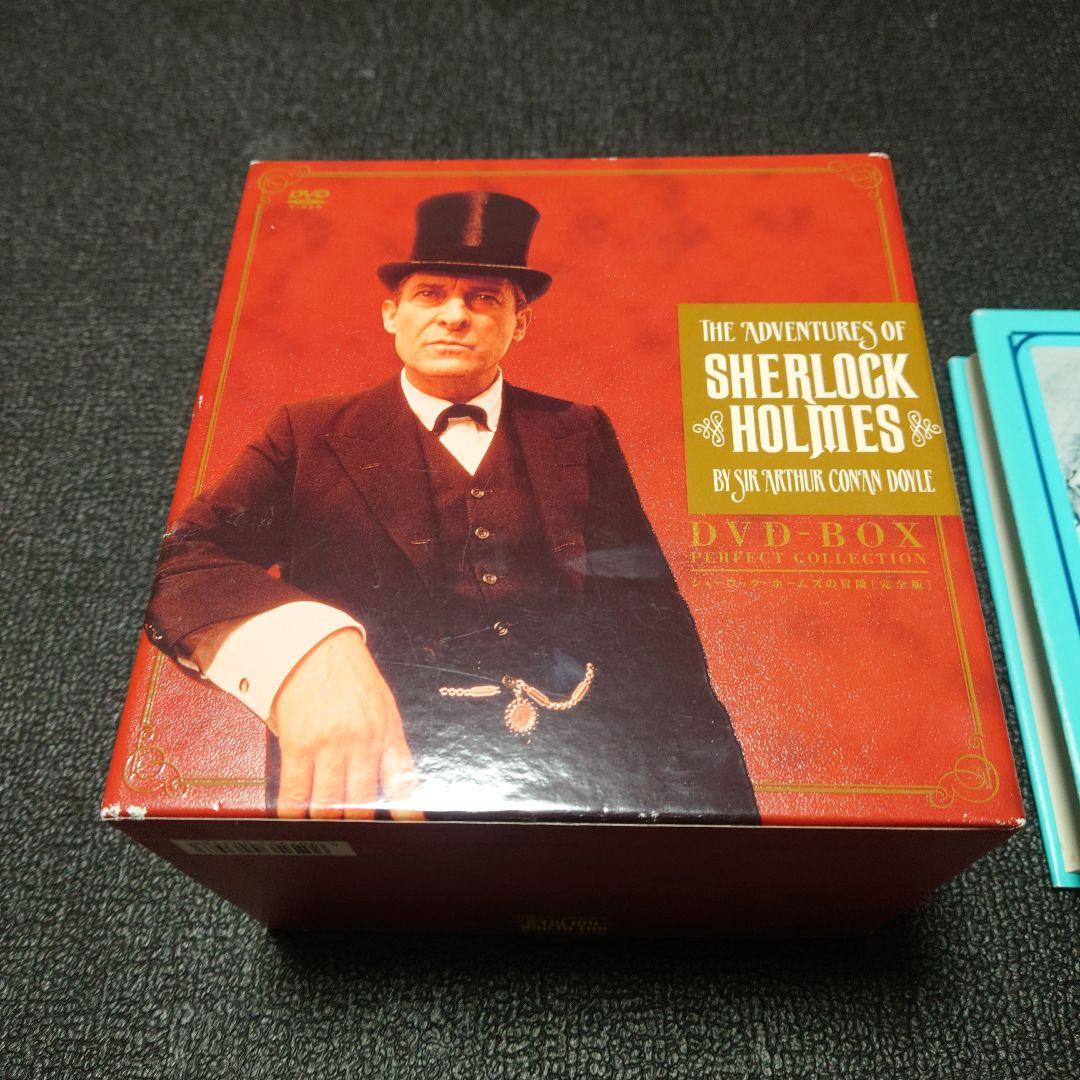 DVD
VIDEO
THE ADVENTURES OF
SHERLOCK
HOLMES
BY SIR ARTHUR CONAN DOYLE
DVD-BOX
PERFECT COLLECTION
シャーロック・ホームズの冒険[完全版]